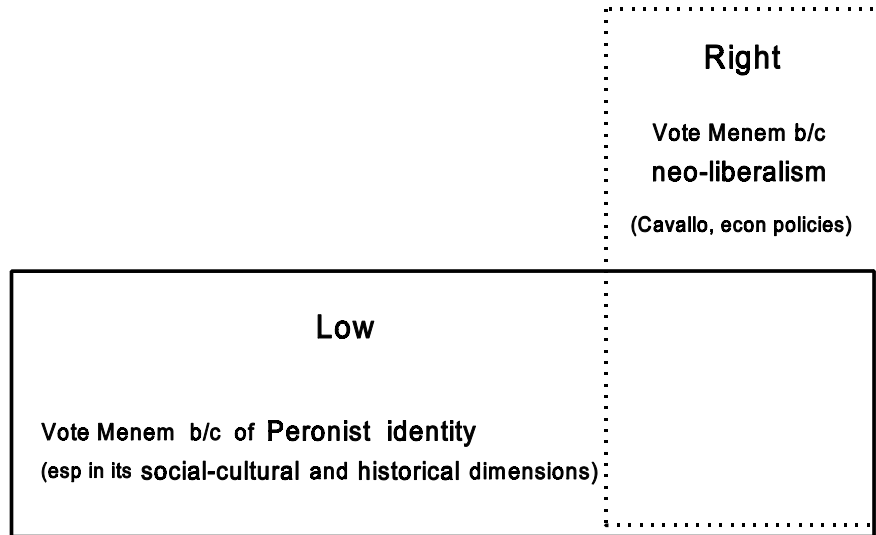 Right
Vote Menem b/c
neo-liberalism
(Cavallo, econ policies)
Low
Vote Menem b/c of Peronist identity
(esp in its social-cultural and historical dimensions)